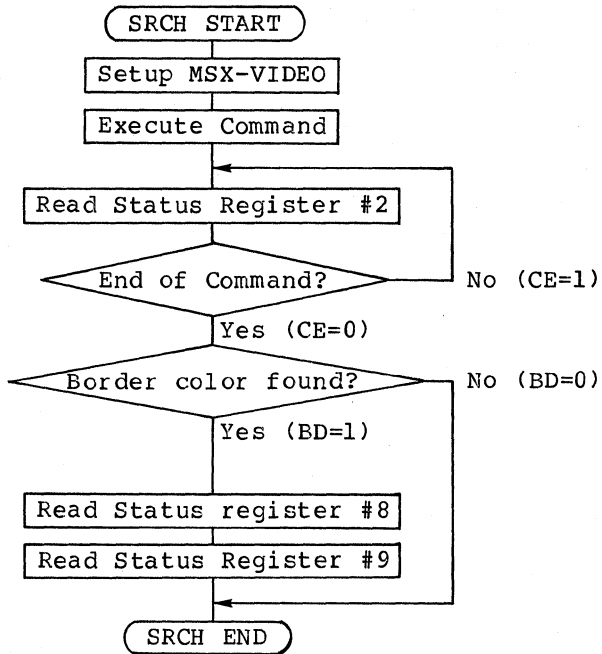 SRCH START
Setup MSX-VIDEO
Execute Command
Read Status Register #2
End of Command?
No (CE=1)
Yes (CE=0)
Border color found?
No (BD=0)
Yes (BD=1)
Read Status register #8
Read Status Register #9
SRCH END